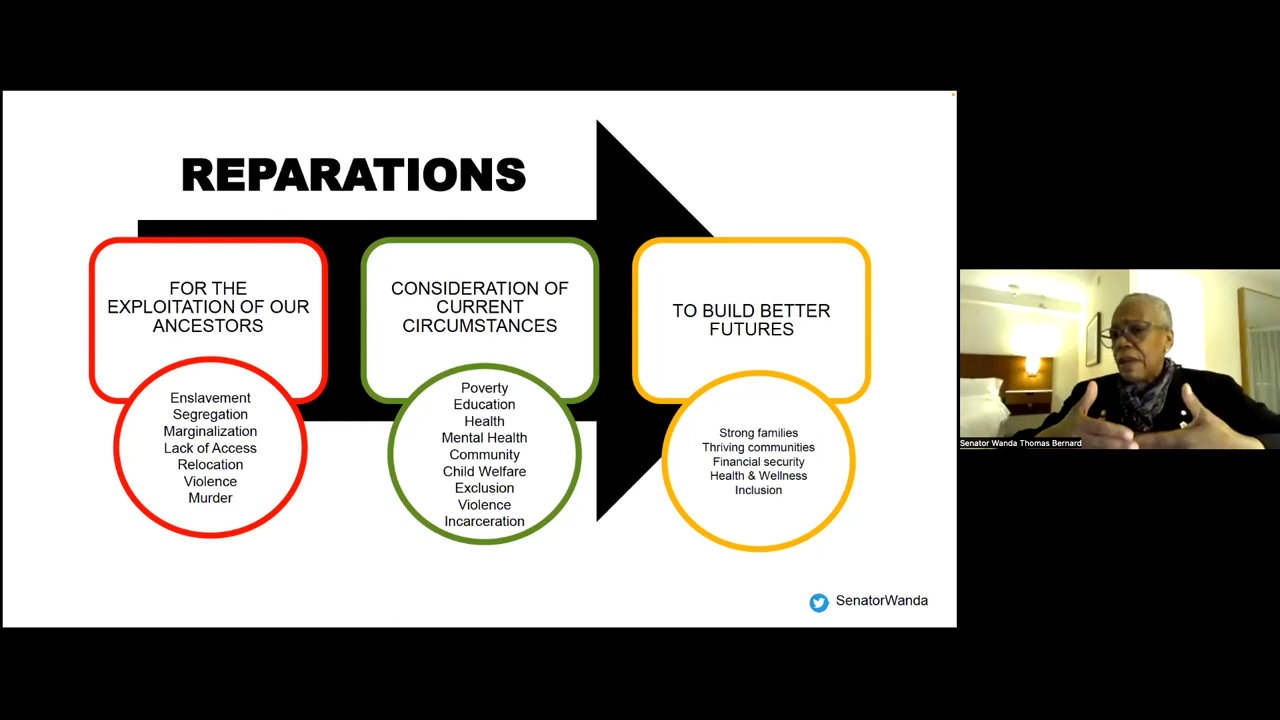 REPARATIONS
FOR THE
EXPLOITATION OF OUR
ANCESTORS
Enslavement
Segregation
Marginalization
Lack of Access
Relocation
Violence
Murder
CONSIDERATION OF
CURRENT
CIRCUMSTANCES
Poverty
Education
Health
Mental Health
Community
Child Welfare
Exclusion
Violence
Incarceration
TO BUILD BETTER
FUTURES
Strong families
Thriving communities
Financial security
Health & Wellness
Inclusion
SenatorWanda
Senator Wanda Thomas Bernard